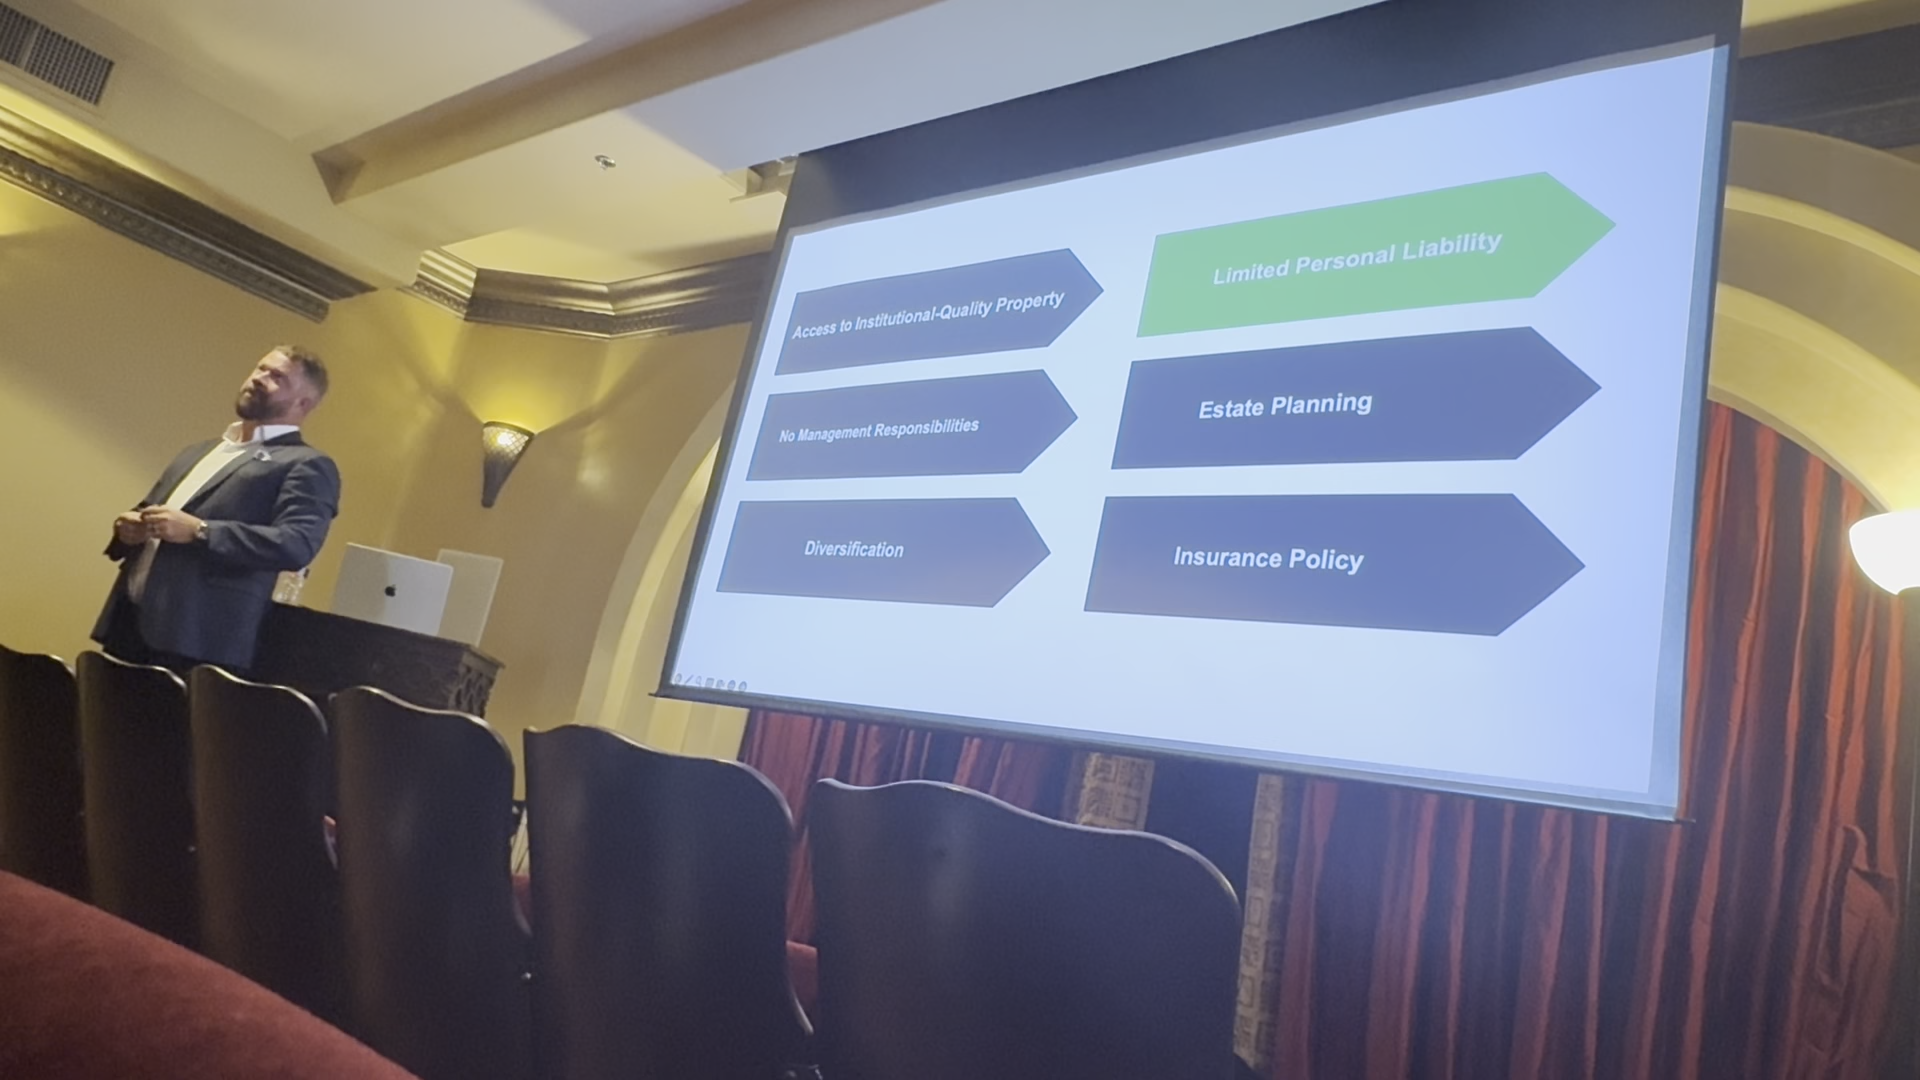 Access to Institutional-Quality Property
No Management Responsibilities
Diversification
Limited Personal Liability
Estate Planning
Insurance Policy